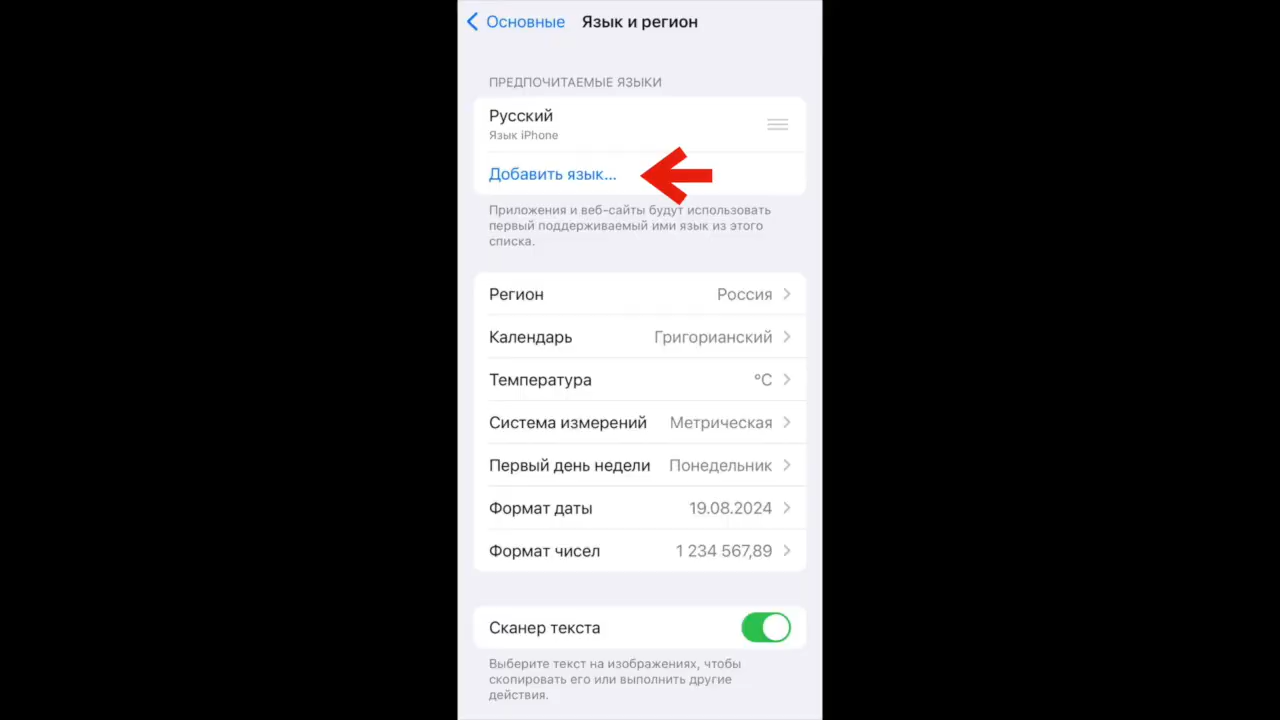 Основные Язык и регион
ПРЕДПОЧИТАЕМЫЕ ЯЗЫКИ
Русский
Язык iPhone
Добавить язык...
Приложения и веб-сайты будут использовать
первый поддерживаемый ими язык из этого
списка.
Регион Россия
Календарь Григорианский
Температура °C
Система измерений Метрическая
Первый день недели Понедельник
Формат даты 19.08.2024
Формат чисел 1 234 567,89
Сканер текста
Выберите текст на изображениях, чтобы
скопировать его или выполнить другие
действия.